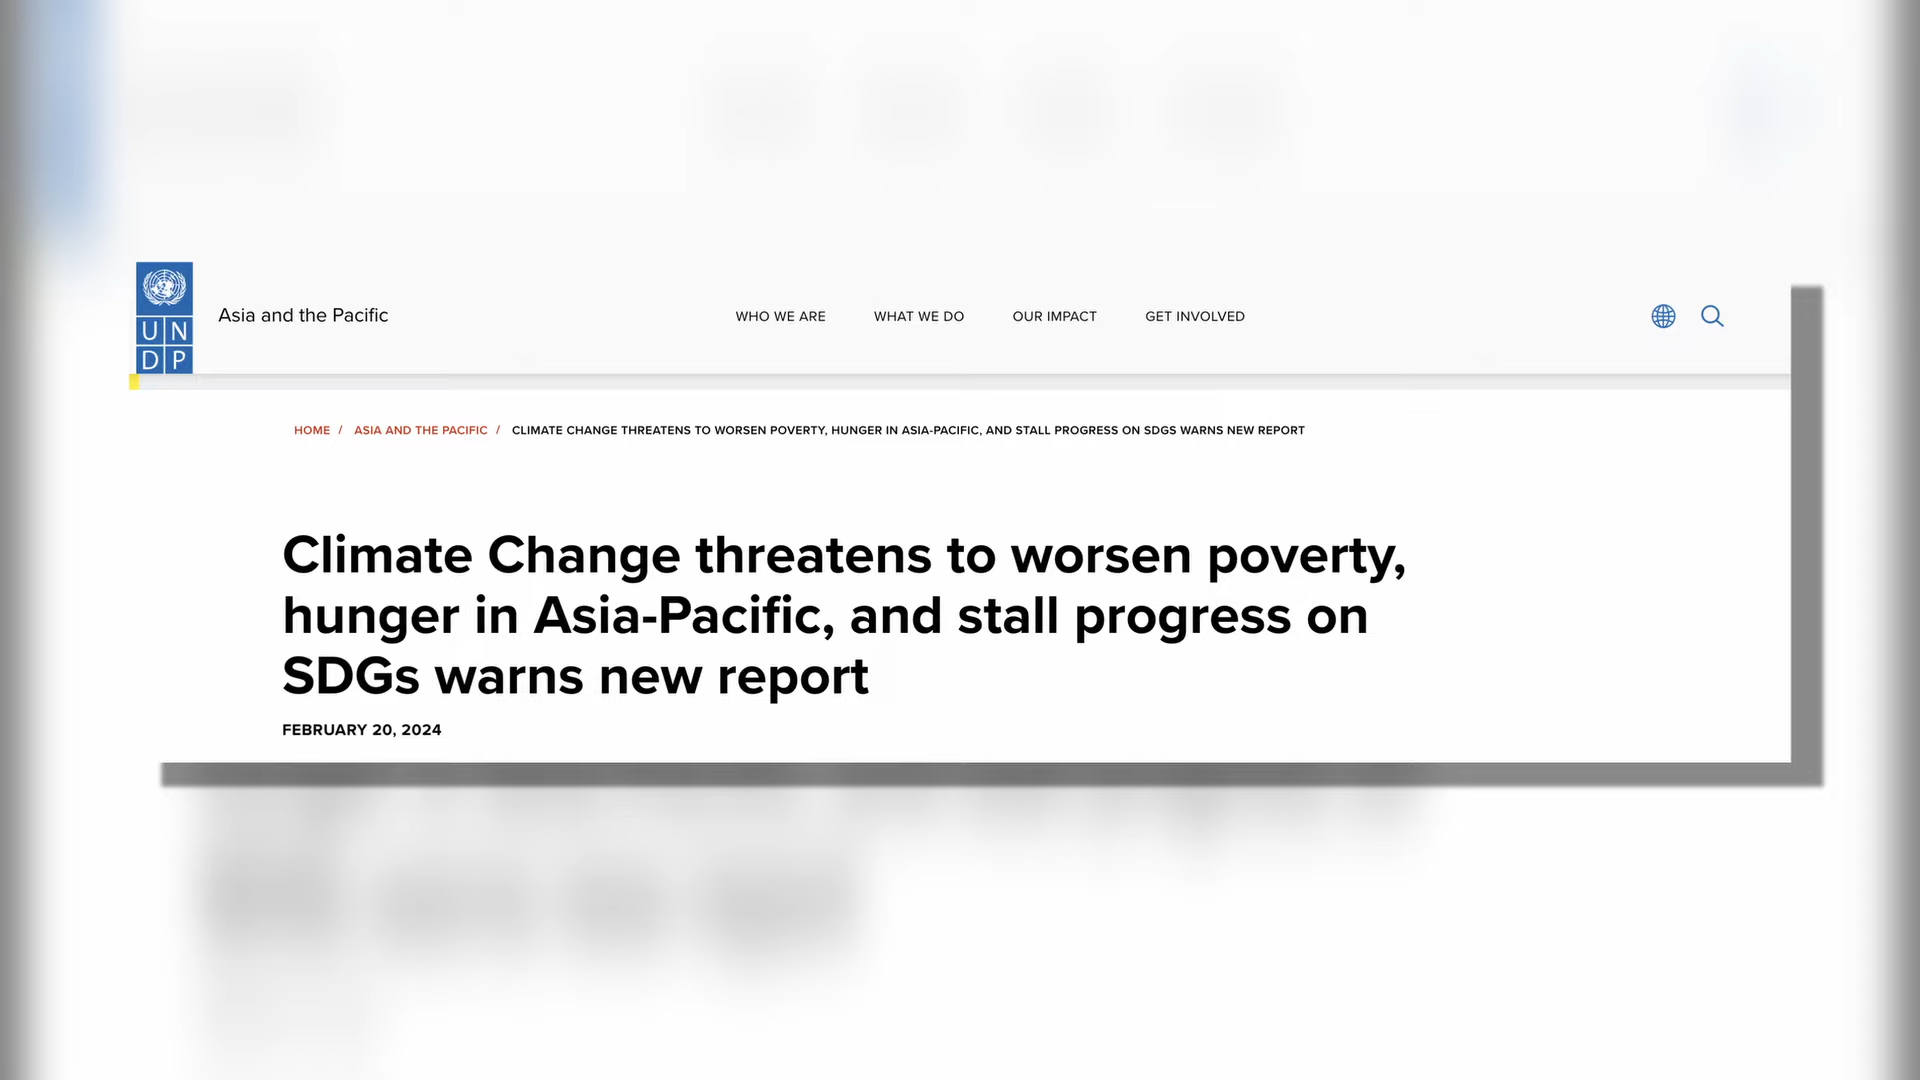 UN
DP
Asia and the Pacific
WHO WE ARE
WHAT WE DO
OUR IMPACT
GET INVOLVED
HOME / ASIA AND THE PACIFIC / CLIMATE CHANGE THREATENS TO WORSEN POVERTY, HUNGER IN ASIA-PACIFIC, AND STALL PROGRESS ON SDGS WARNS NEW REPORT
Climate Change threatens to worsen poverty,
hunger in Asia-Pacific, and stall progress on
SDGs warns new report
FEBRUARY 20, 2024